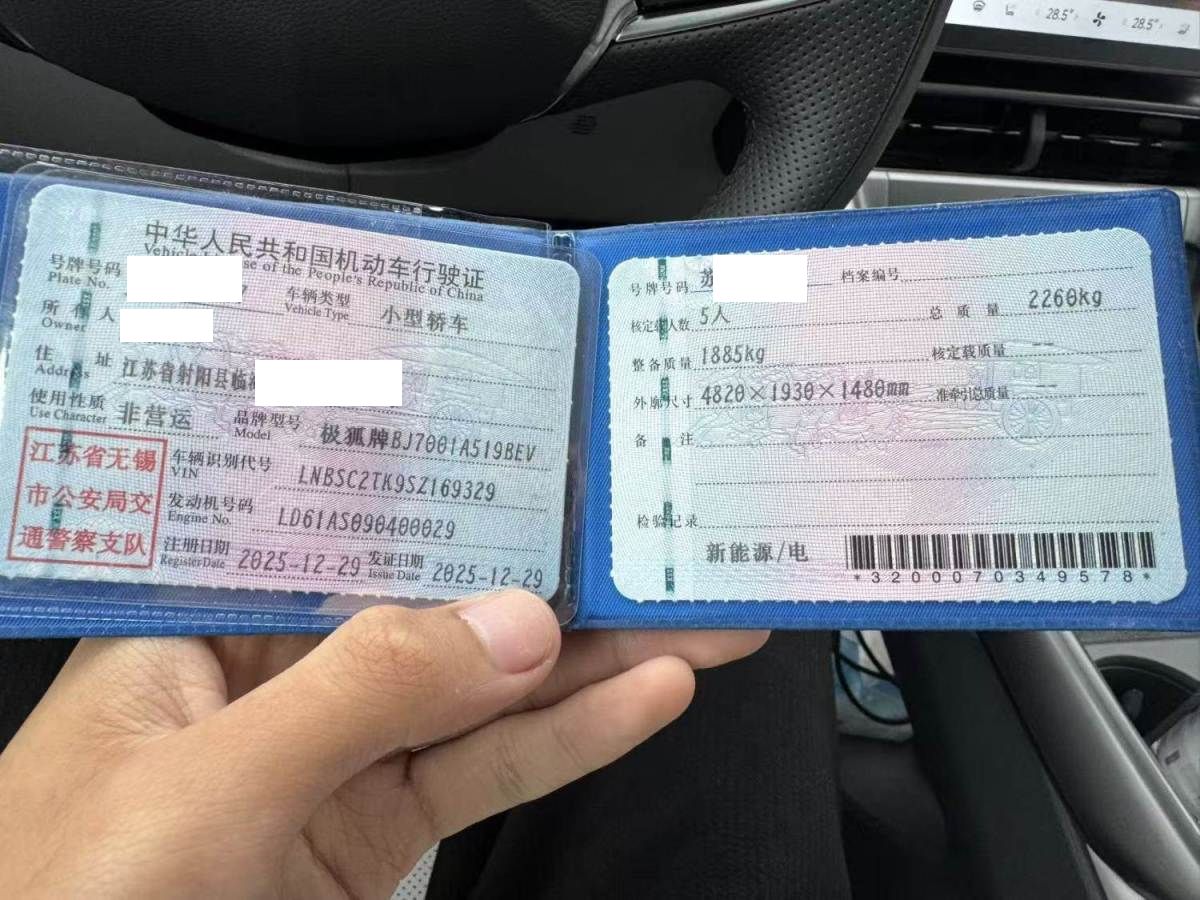 28.5°
28.5°
中华人民共和国机动车行驶证
Vehicle se of the People's Republic of China
号牌号码
Plate No.
车辆类型 小型轿车
Vehicle Type
所有人
Owner
住址 江苏省射阳县临
Address
使用性质 非营运
Use Character
品牌型号 极狐牌BJ7001A519BEV
Model
江苏省无锡
市公安局交
通警察支队
车辆识别代号 LNBSC2TK9SZ169329
VIN
发动机号码 LD61AS090400029
Engine No.
注册日期 2025-12-29 发证日期 2025-12-29
Register Date Issue Date
号牌号码 苏 档案编号
核定载人数 5人 总质量 2260kg
整备质量 1885kg 核定载质量 --
外廓尺寸 4820×1930×1480mm 准牵引总质量 --
备注
检验记录
新能源/电
*3200070349578*